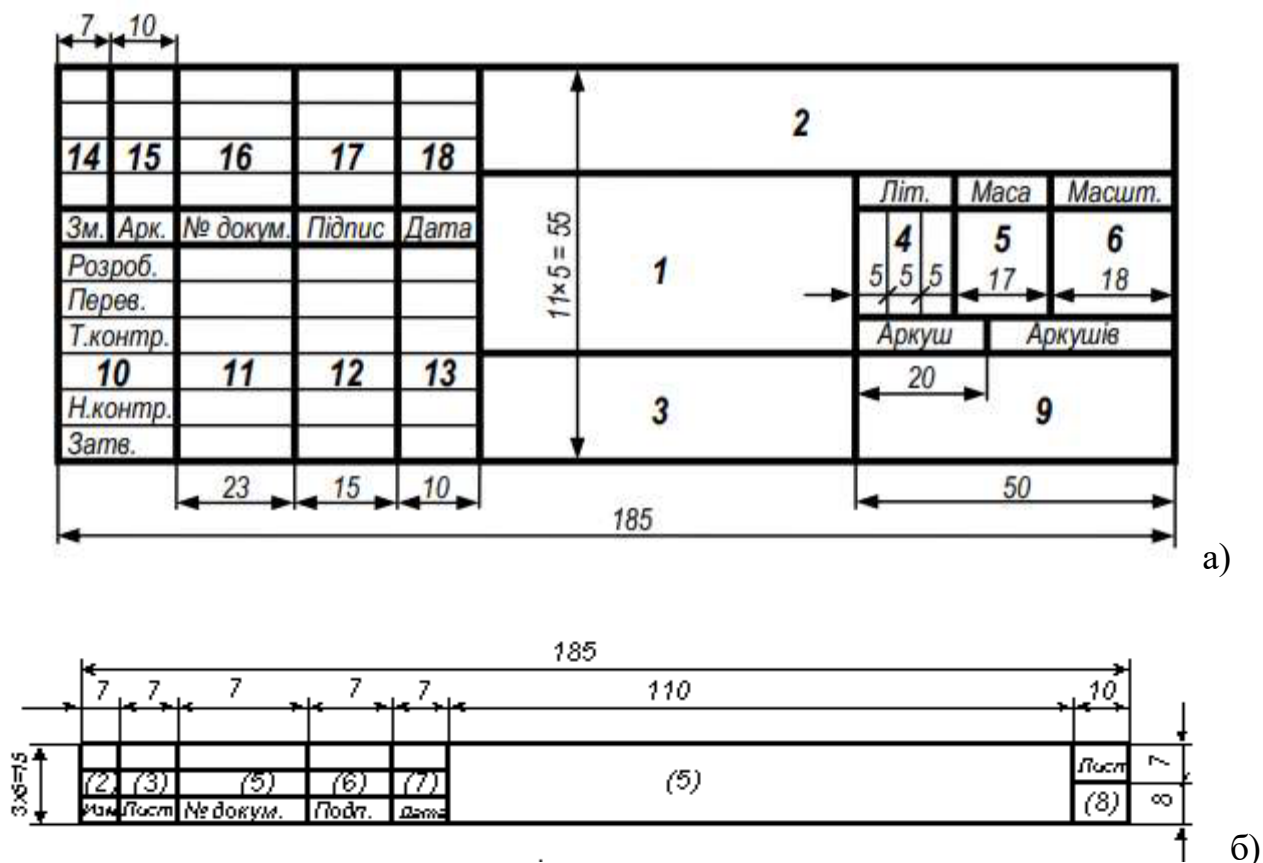 7 10
2
14 15 16 17 18
Літ. Маса Масшт.
Зм. Арк. № докум. Підпис Дата
4 5 6
Розроб.
11×5 = 55
1
5 5 5 17 18
Перев.
Т.контр.
Аркуш Аркушів
10 11 12 13
20
Н.контр.
3 9
Затв.
23 15 10 50
185
а)
185
7 7 7 7 7 110 10
3x5=15
(2) (3) (5) (6) (7) (5)
Лист 7
(8) 8
Изм Лист № докум. Подп. Дата
б)